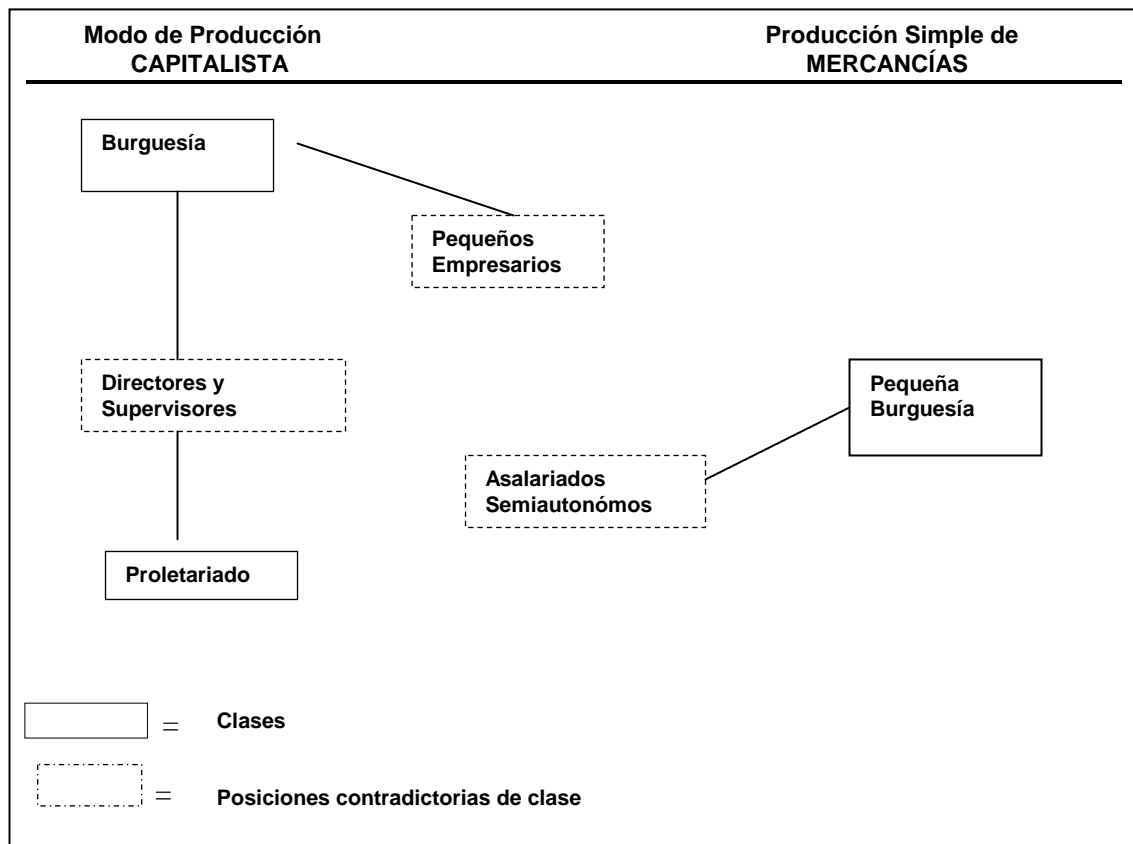 Modo de Producción
CAPITALISTA
Producción Simple de
MERCANCÍAS
Burguesía
Pequeños
Empresarios
Directores y
Supervisores
Pequeña
Burguesía
Asalariados
Semiautonómos
Proletariado
= Clases
= Posiciones contradictorias de clase